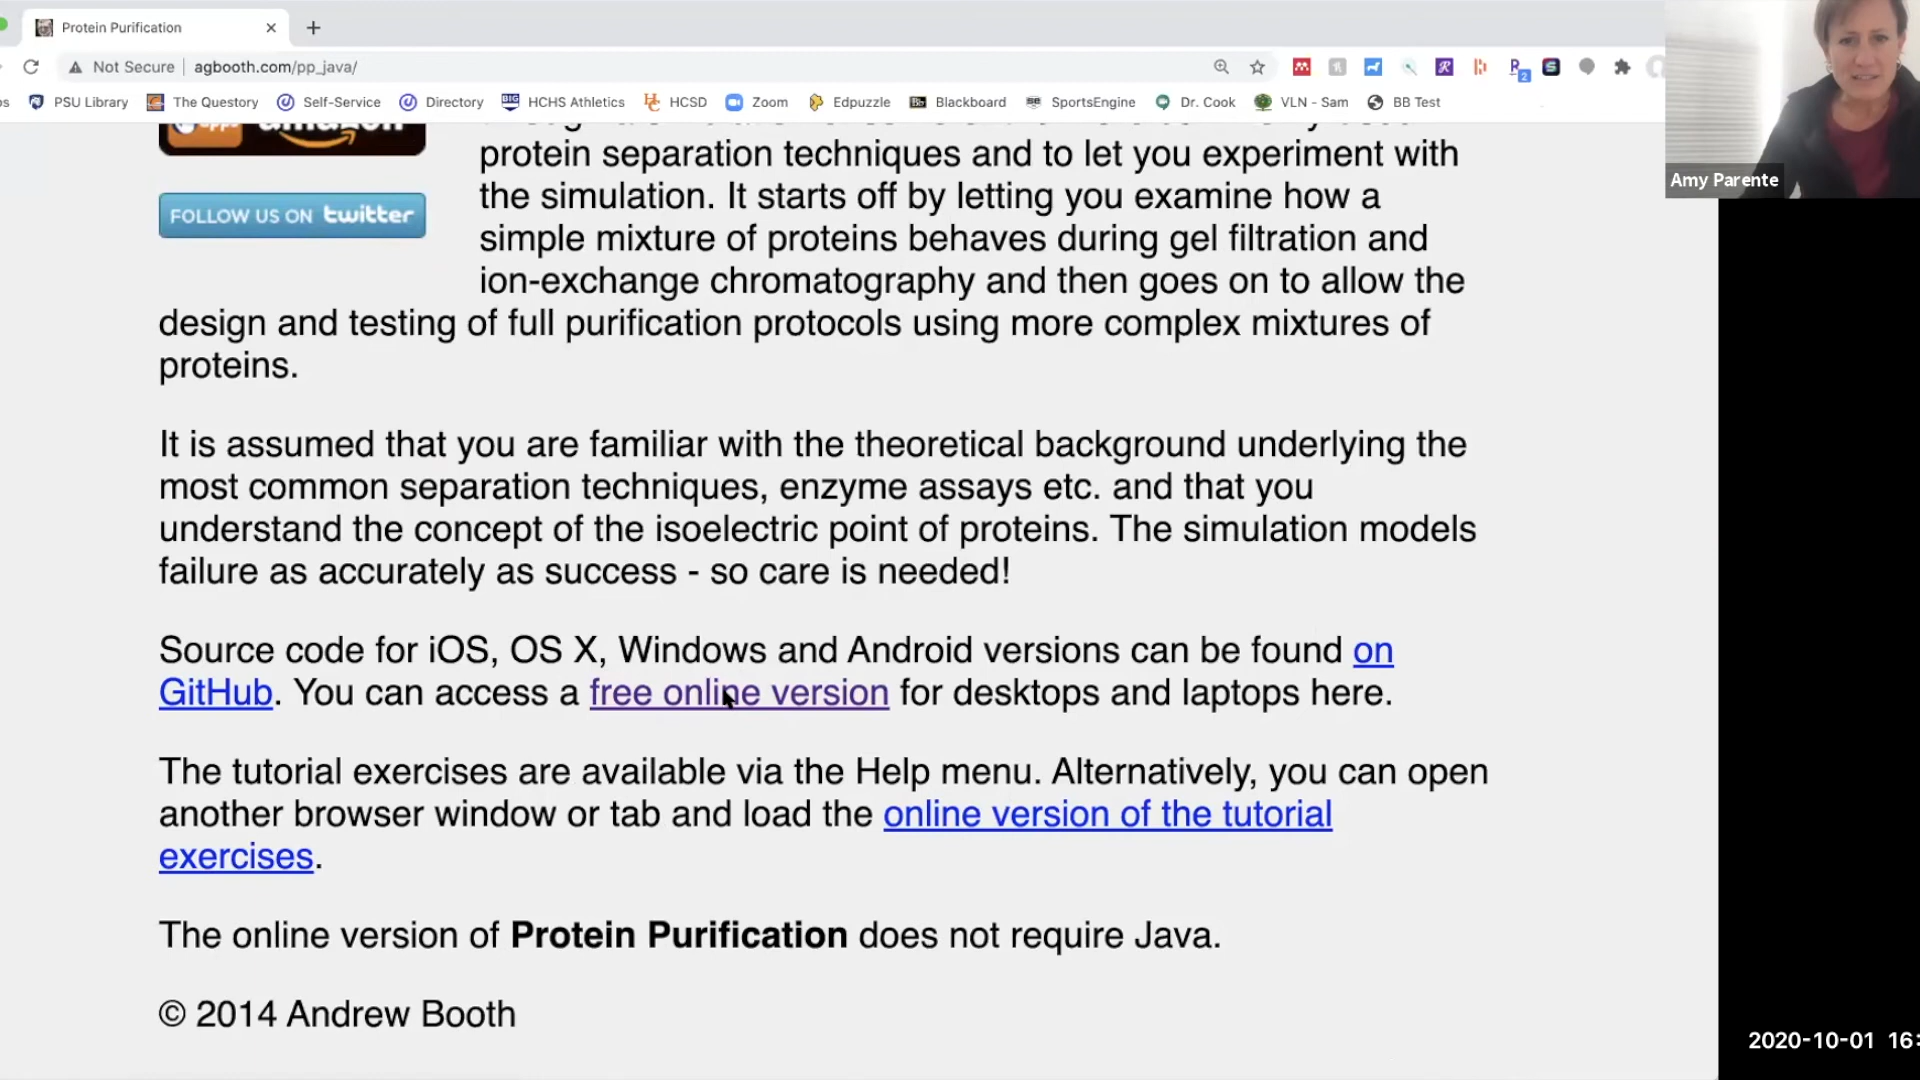 Protein Purification
Not Secure agbooth.com/pp_java/
PSU Library The Questory Self-Service Directory HCHS Athletics HCSD Zoom Edpuzzle Blackboard SportsEngine Dr. Cook VLN - Sam BB Test
Amy Parente
apps amazon
FOLLOW US ON twitter
protein separation techniques and to let you experiment with
the simulation. It starts off by letting you examine how a
simple mixture of proteins behaves during gel filtration and
ion-exchange chromatography and then goes on to allow the
design and testing of full purification protocols using more complex mixtures of
proteins.
It is assumed that you are familiar with the theoretical background underlying the
most common separation techniques, enzyme assays etc. and that you
understand the concept of the isoelectric point of proteins. The simulation models
failure as accurately as success - so care is needed!
Source code for iOS, OS X, Windows and Android versions can be found on
GitHub. You can access a free online version for desktops and laptops here.
The tutorial exercises are available via the Help menu. Alternatively, you can open
another browser window or tab and load the online version of the tutorial
exercises.
The online version of Protein Purification does not require Java.
© 2014 Andrew Booth
2020-10-01 16: